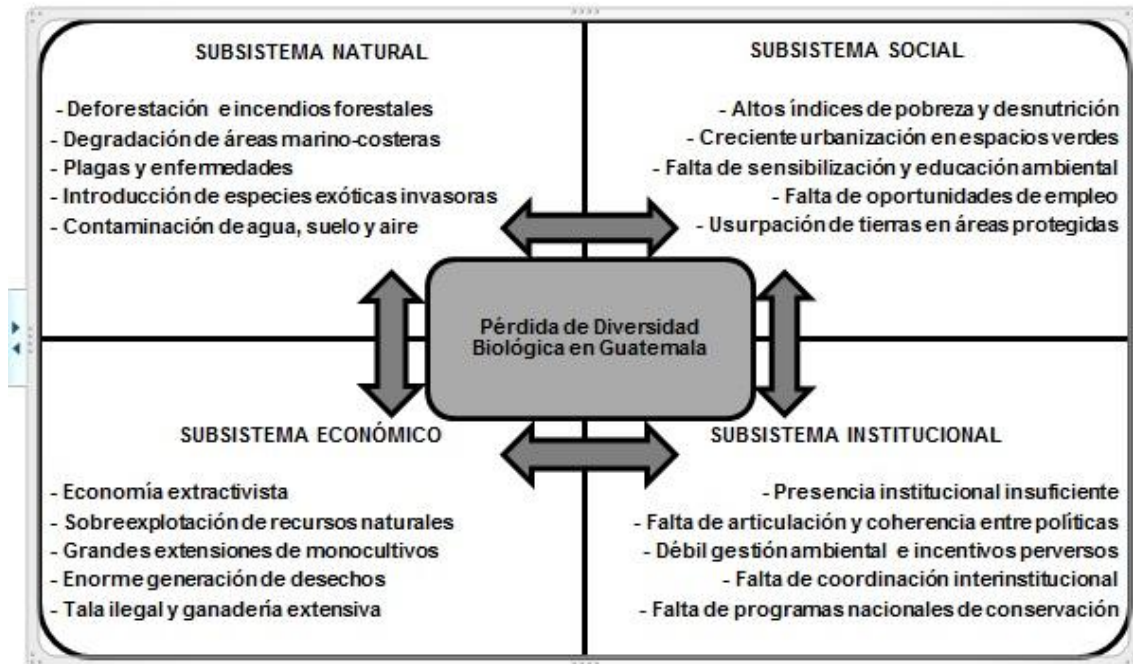 SUBSISTEMA NATURAL
- Deforestación e incendios forestales
- Degradación de áreas marino-costeras
- Plagas y enfermedades
- Introducción de especies exóticas invasoras
- Contaminación de agua, suelo y aire
SUBSISTEMA SOCIAL
- Altos índices de pobreza y desnutrición
- Creciente urbanización en espacios verdes
- Falta de sensibilización y educación ambiental
- Falta de oportunidades de empleo
- Usurpación de tierras en áreas protegidas
Pérdida de Diversidad
Biológica en Guatemala
SUBSISTEMA ECONÓMICO
- Economía extractivista
- Sobreexplotación de recursos naturales
- Grandes extensiones de monocultivos
- Enorme generación de desechos
- Tala ilegal y ganadería extensiva
SUBSISTEMA INSTITUCIONAL
- Presencia institucional insuficiente
- Falta de articulación y coherencia entre políticas
- Débil gestión ambiental e incentivos perversos
- Falta de coordinación interinstitucional
- Falta de programas nacionales de conservación